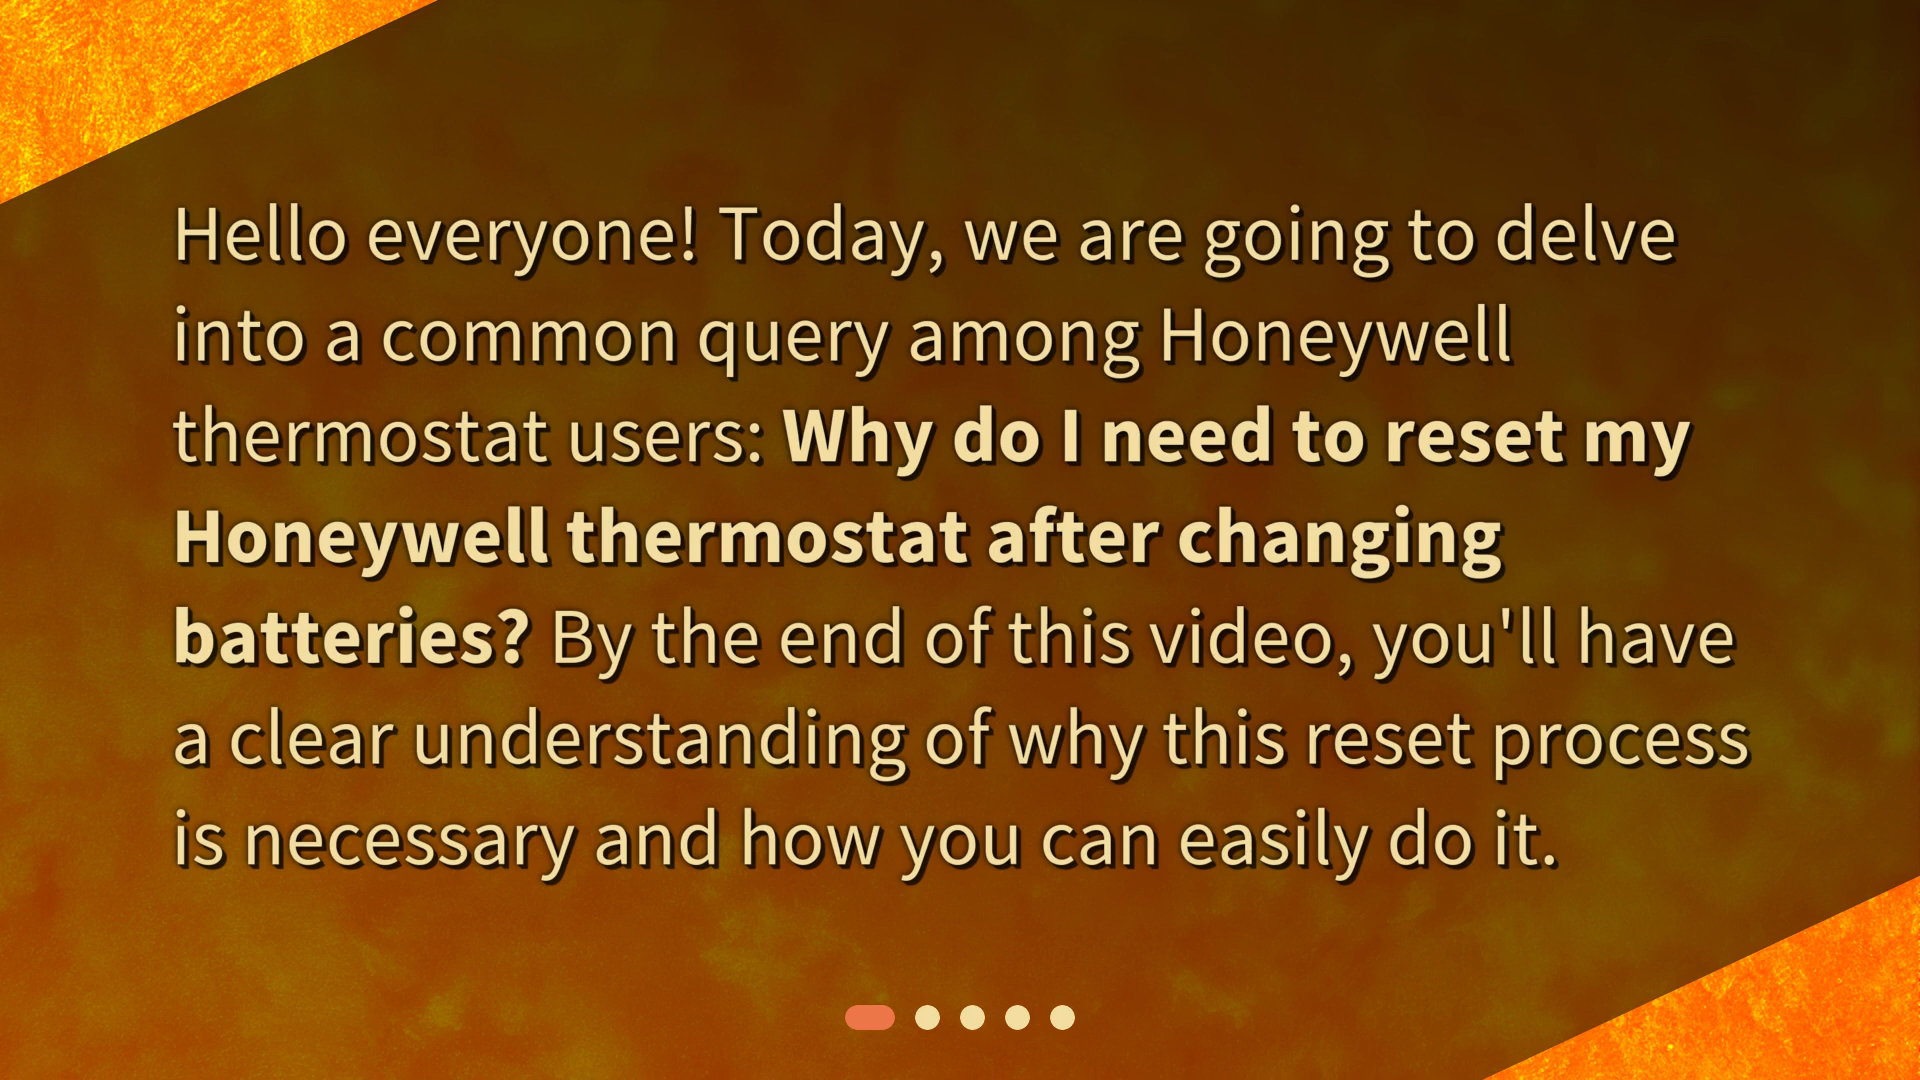 Hello everyone! Today, we are going to delve
into a common query among Honeywell
thermostat users: Why do I need to reset my
Honeywell thermostat after changing
batteries? By the end of this video, you'll have
a clear understanding of why this reset process
is necessary and how you can easily do it.